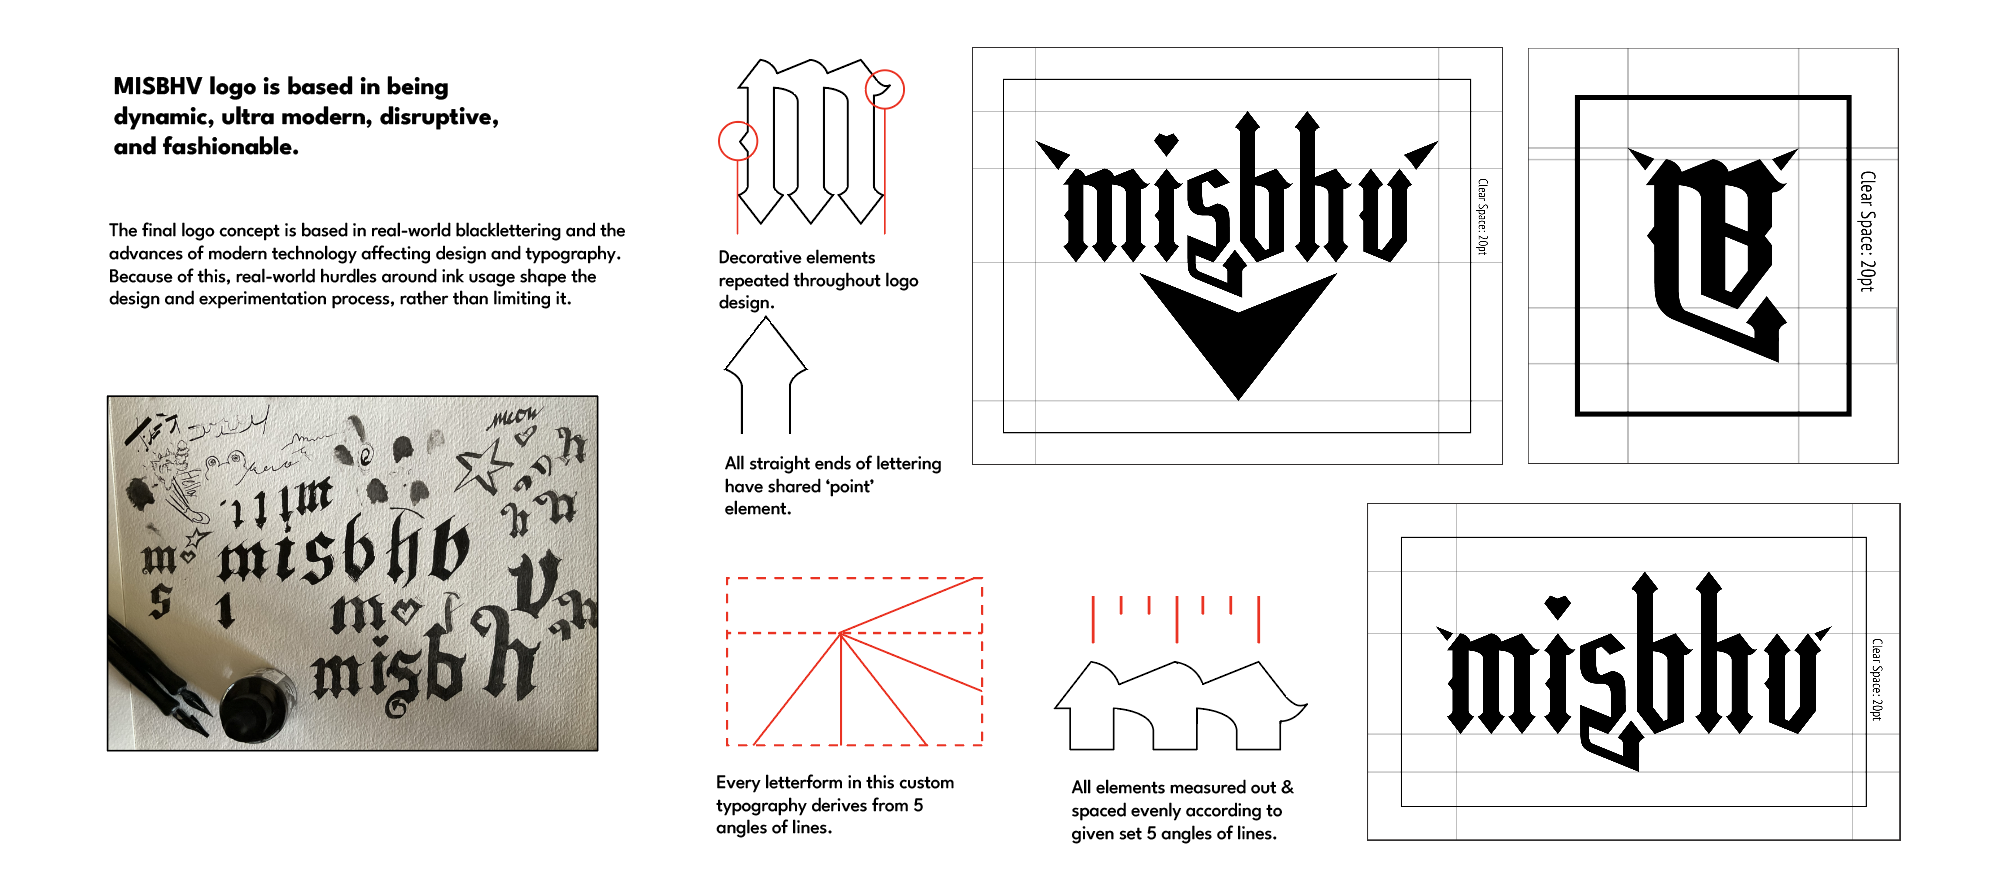 MISBHV logo is based in being
dynamic, ultra modern, disruptive,
and fashionable.
The final logo concept is based in real-world blacklettering and the
advances of modern technology affecting design and typography.
Because of this, real-world hurdles around ink usage shape the
design and experimentation process, rather than limiting it.
meow
m
misbhv
m
s
1
m
v
h
misb
m
Decorative elements
repeated throughout logo
design.
All straight ends of lettering
have shared ‘point’
element.
Every letterform in this custom
typography derives from 5
angles of lines.
All elements measured out &
spaced evenly according to
given set 5 angles of lines.
misbhv
Clear Space: 20pt
Clear Space: 20pt
misbhv
Clear Space: 20pt